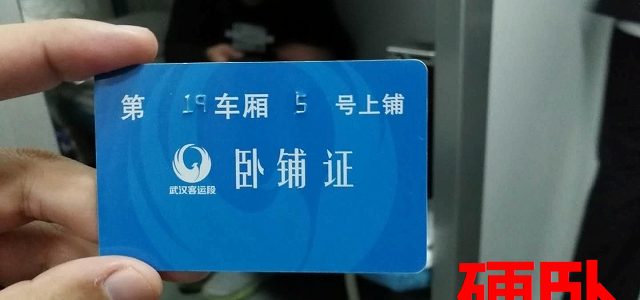 第 19 车厢 5 号上铺
卧铺证
武汉客运段
硬卧